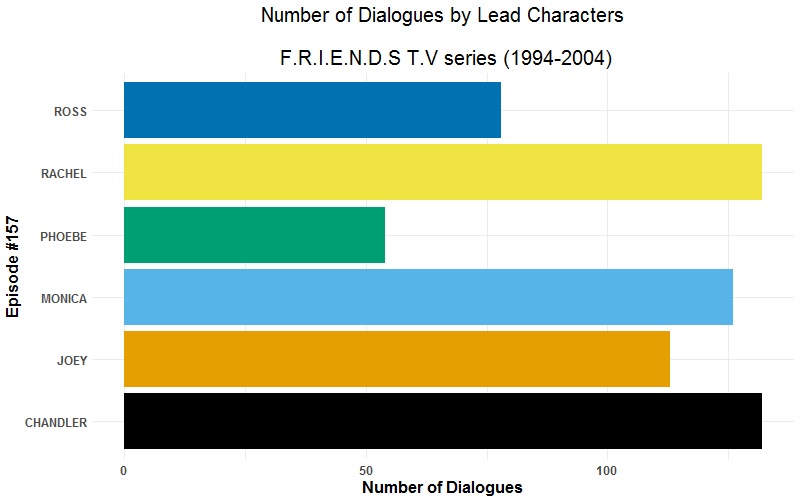 Number of Dialogues by Lead Characters
F.R.I.E.N.D.S T.V series (1994-2004)
Episode #157
ROSS
RACHEL
PHOEBE
MONICA
JOEY
CHANDLER
0 50 100
Number of Dialogues